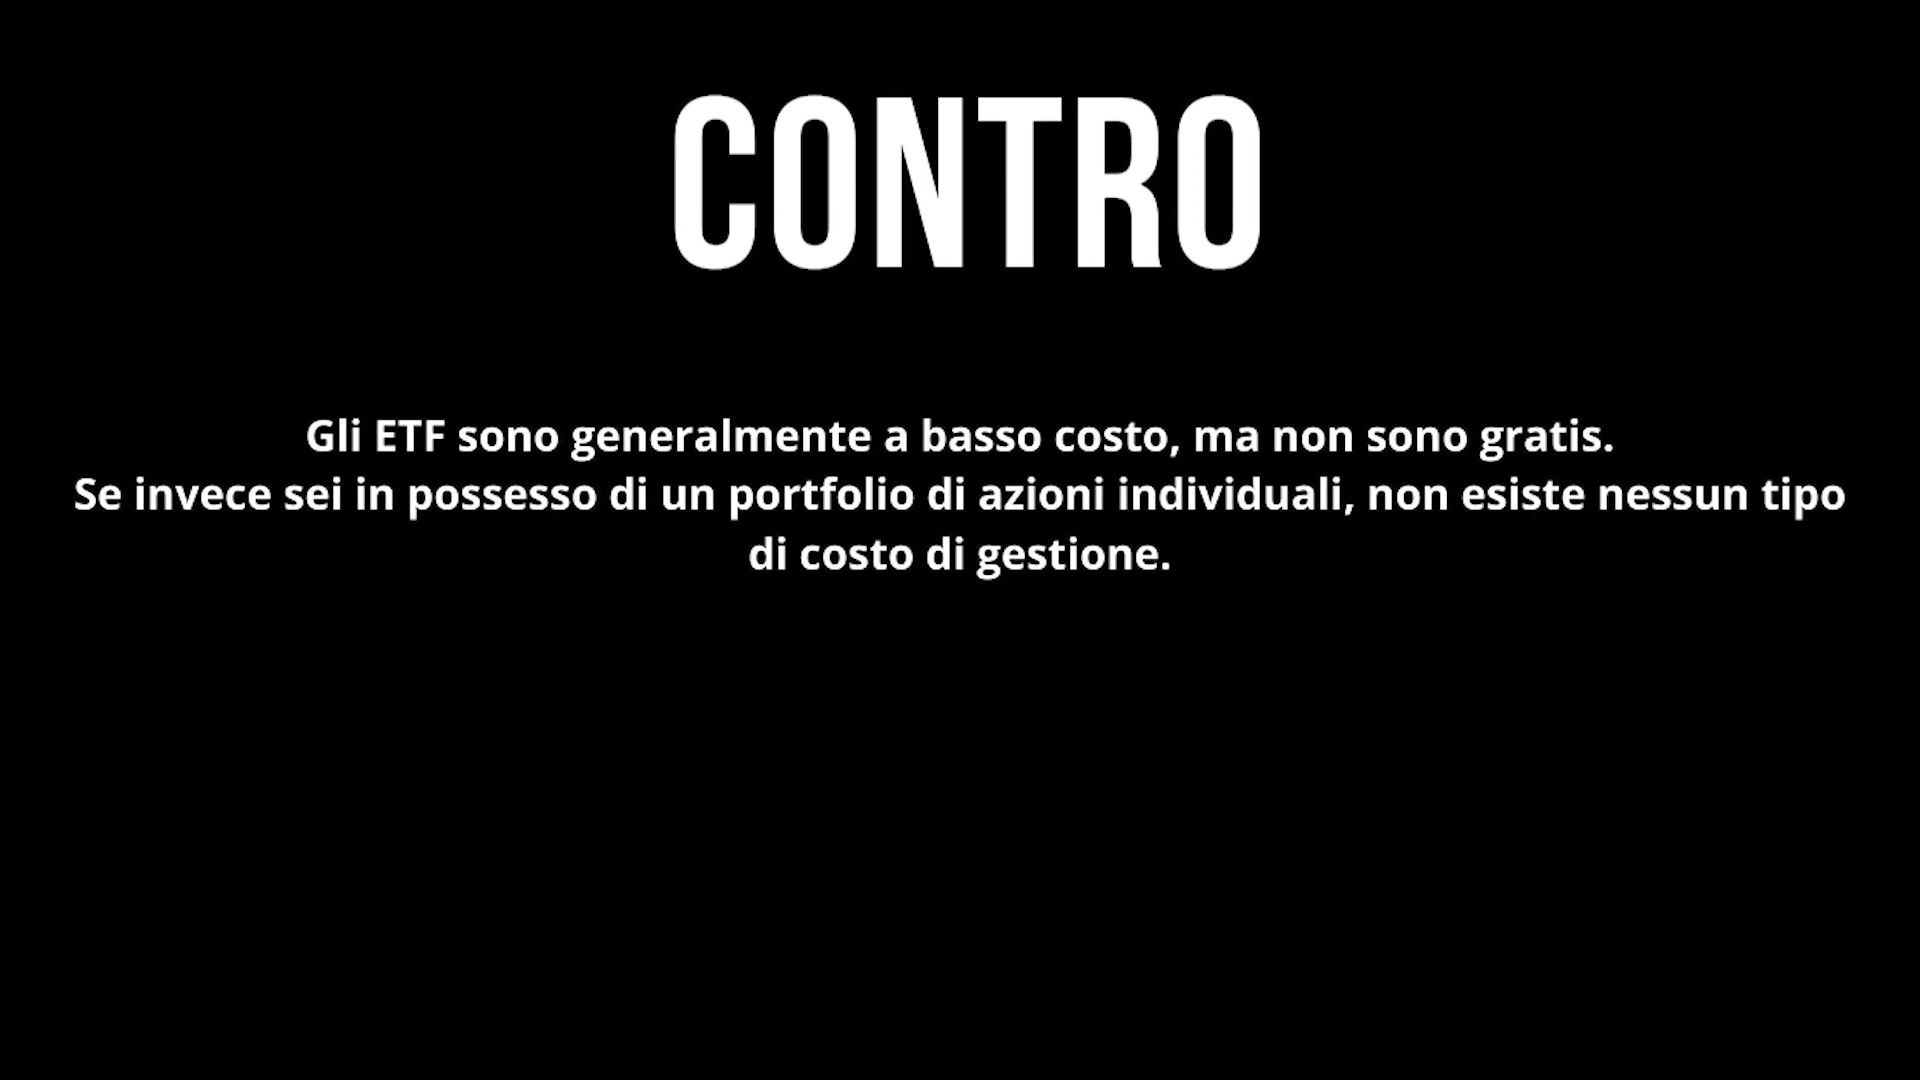 CONTRO
Gli ETF sono generalmente a basso costo, ma non sono gratis.
Se invece sei in possesso di un portfolio di azioni individuali, non esiste nessun tipo
di costo di gestione.